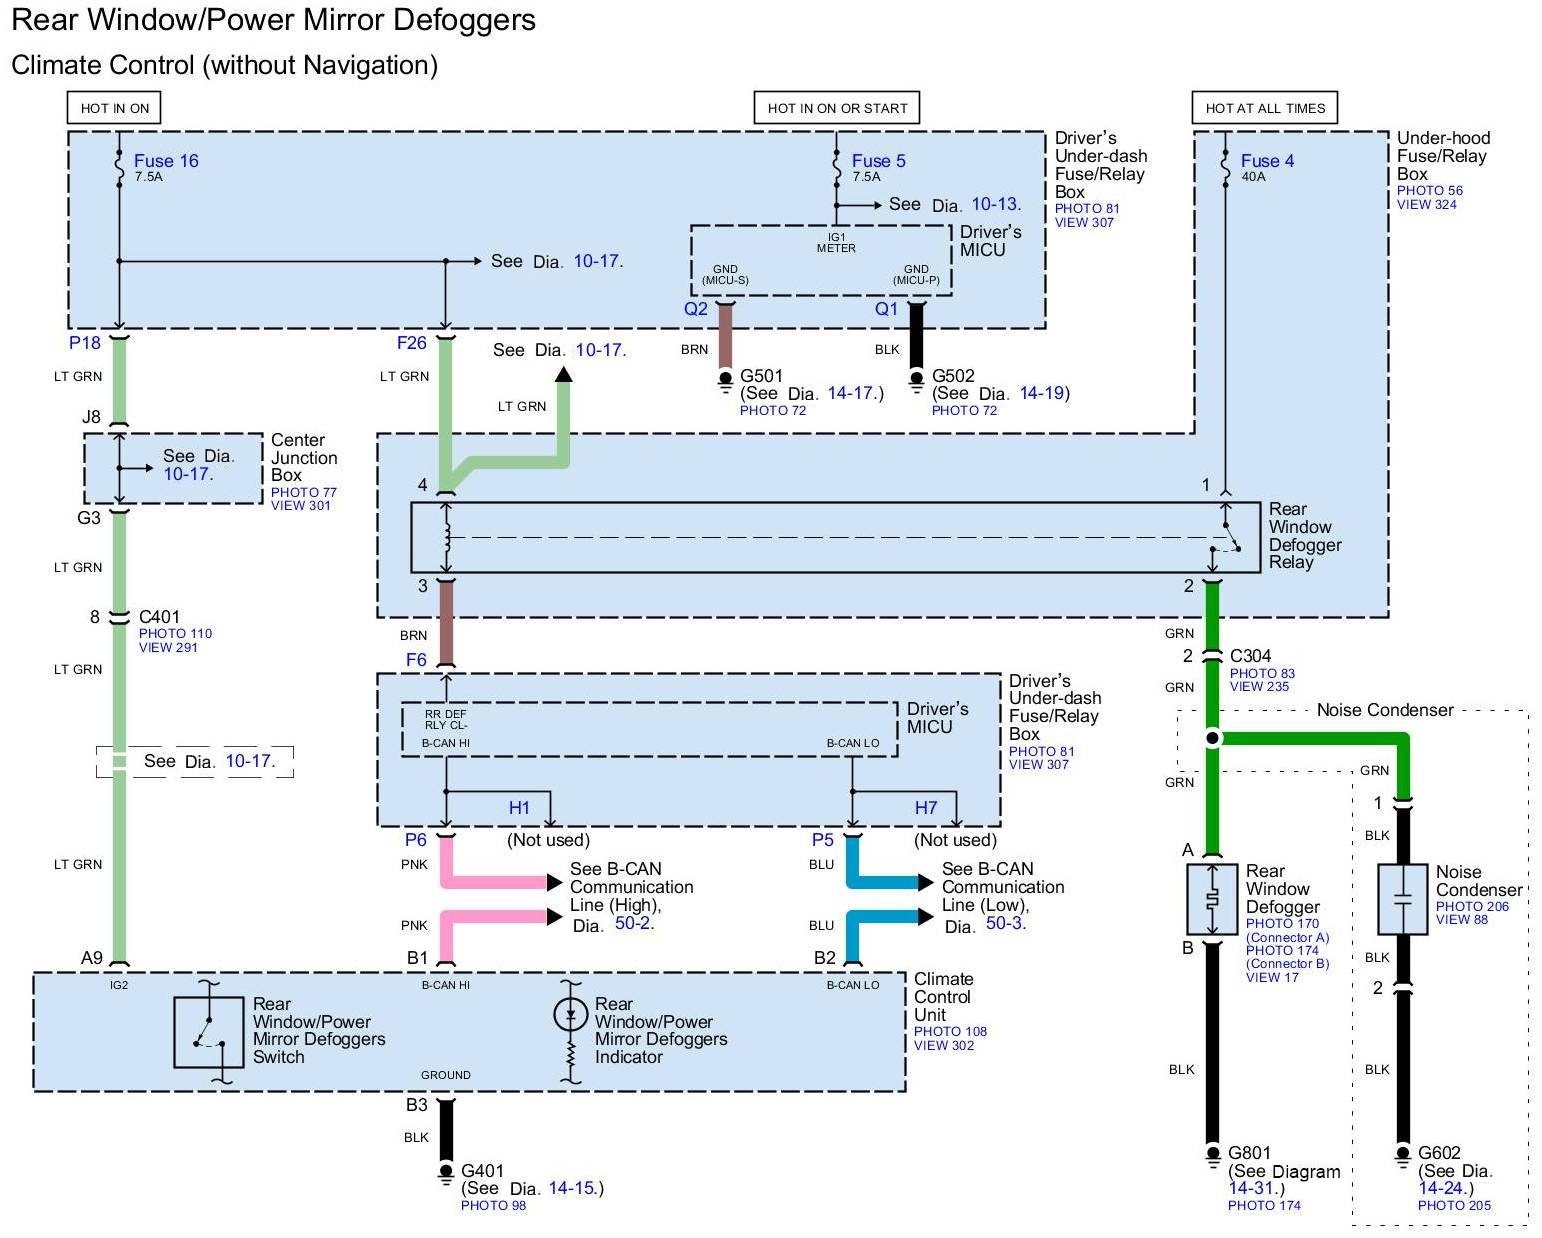 Rear Window/Power Mirror Defoggers
Climate Control (without Navigation)
HOT IN ON
HOT IN ON OR START
HOT AT ALL TIMES
Fuse 16
7.5A
Fuse 5
7.5A
Driver's
Under-dash
Fuse/Relay
Box
PHOTO 81
VIEW 307
Fuse 4
40A
Under-hood
Fuse/Relay
Box
PHOTO 56
VIEW 324
See Dia. 10-13.
IG1
METER
Driver's
MICU
See Dia. 10-17.
GND
(MICU-S)
GND
(MICU-P)
Q2
Q1
P18
F26
See Dia. 10-17.
BRN
BLK
LT GRN
LT GRN
LT GRN
G501
(See Dia. 14-17.)
PHOTO 72
G502
(See Dia. 14-19)
PHOTO 72
J8
See Dia.
10-17.
Center
Junction
Box
PHOTO 77
VIEW 301
G3
4
1
Rear
Window
Defogger
Relay
LT GRN
3
2
8
C401
PHOTO 110
VIEW 291
BRN
F6
GRN
2
C304
PHOTO 83
VIEW 235
GRN
LT GRN
RR DEF
RLY CL-
B-CAN HI
B-CAN LO
Driver's
MICU
Driver's
Under-dash
Fuse/Relay
Box
PHOTO 81
VIEW 307
Noise Condenser
See Dia. 10-17.
GRN
GRN
H1
H7
1
P6
(Not used)
P5
(Not used)
BLK
A
LT GRN
PNK
See B-CAN
Communication
Line (High),
Dia. 50-2.
PNK
BLU
See B-CAN
Communication
Line (Low),
Dia. 50-3.
BLU
Rear
Window
Defogger
PHOTO 170
(Connector A)
PHOTO 174
(Connector B)
VIEW 17
Noise
Condenser
PHOTO 206
VIEW 88
B
BLK
2
A9
B1
B2
IG2
B-CAN HI
B-CAN LO
Climate
Control
Unit
PHOTO 108
VIEW 302
Rear
Window/Power
Mirror Defoggers
Switch
Rear
Window/Power
Mirror Defoggers
Indicator
GROUND
BLK
BLK
B3
BLK
G401
(See Dia. 14-15.)
PHOTO 98
G801
(See Diagram
14-31.)
PHOTO 174
G602
(See Dia.
14-24.)
PHOTO 205